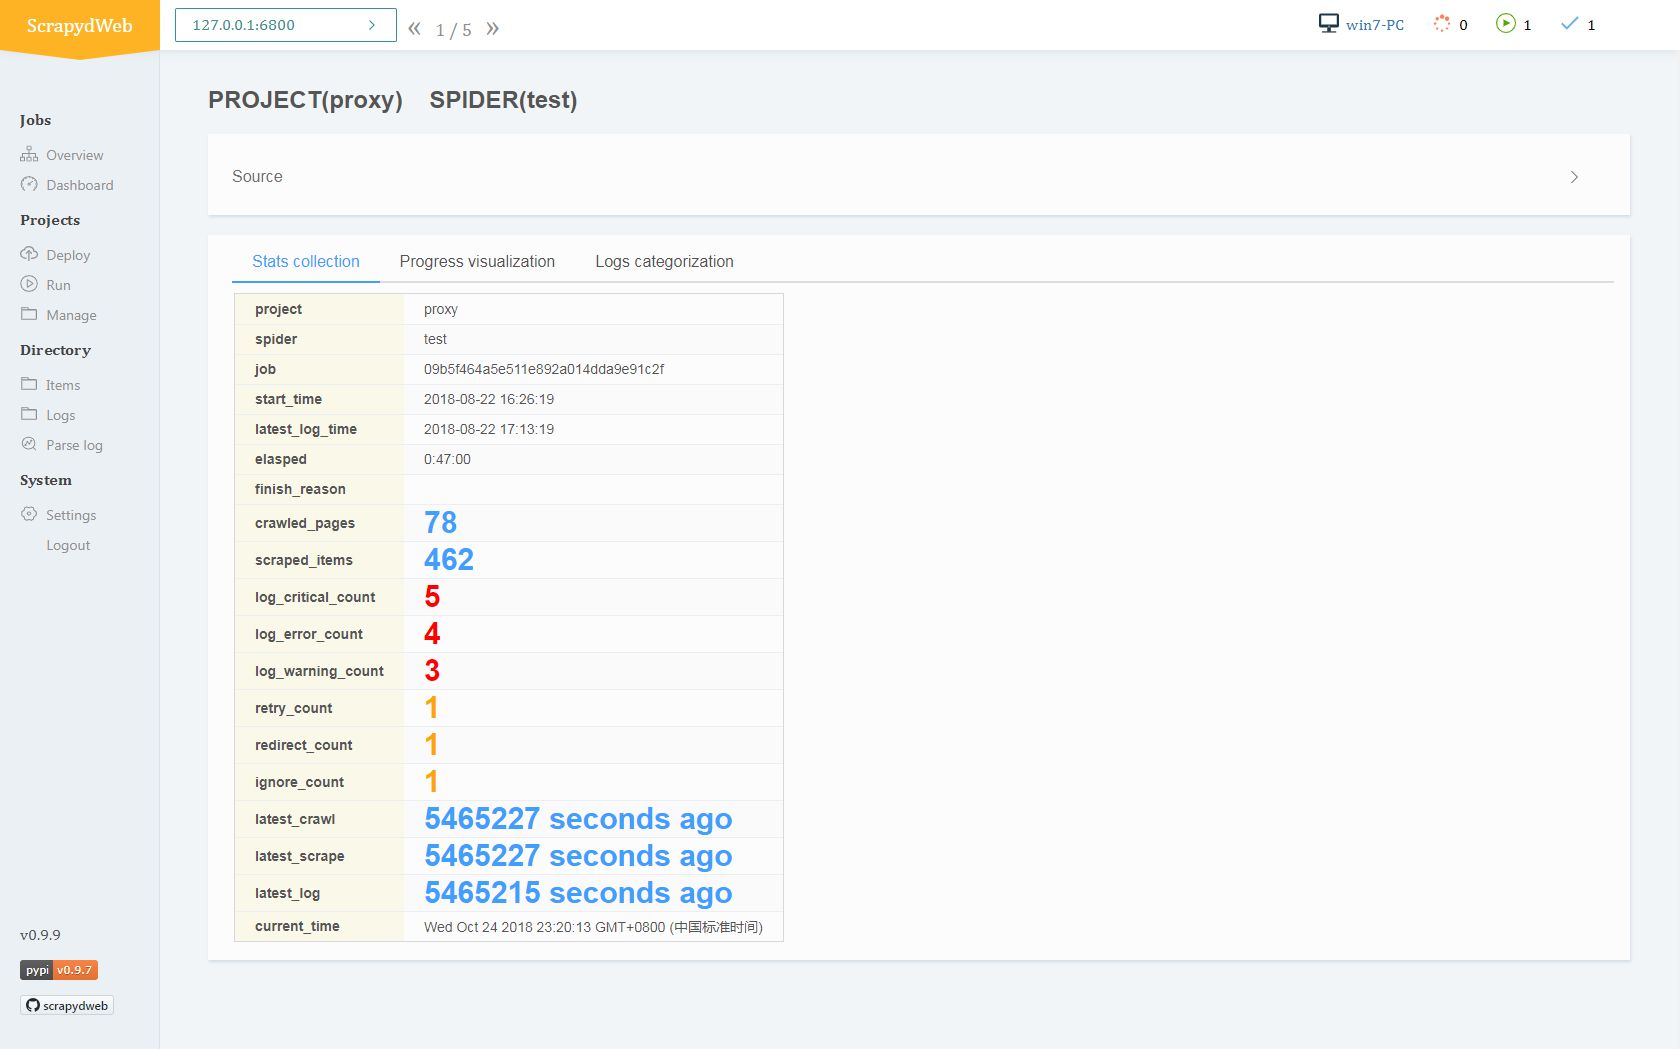 ScrapydWeb
127.0.0.1:6800
« 1 / 5 »
win7-PC
0
1
1
Jobs
Overview
Dashboard
Projects
Deploy
Run
Manage
Directory
Items
Logs
Parse log
System
Settings
Logout
v0.9.9
pypi v0.9.7
scrapydweb
PROJECT(proxy) SPIDER(test)
Source
Stats collection Progress visualization Logs categorization
project proxy
spider test
job 09b5f464a5e511e892a014dda9e91c2f
start_time 2018-08-22 16:26:19
latest_log_time 2018-08-22 17:13:19
elasped 0:47:00
finish_reason
crawled_pages 78
scraped_items 462
log_critical_count 5
log_error_count 4
log_warning_count 3
retry_count 1
redirect_count 1
ignore_count 1
latest_crawl 5465227 seconds ago
latest_scrape 5465227 seconds ago
latest_log 5465215 seconds ago
current_time Wed Oct 24 2018 23:20:13 GMT+0800 (中国标准时间)